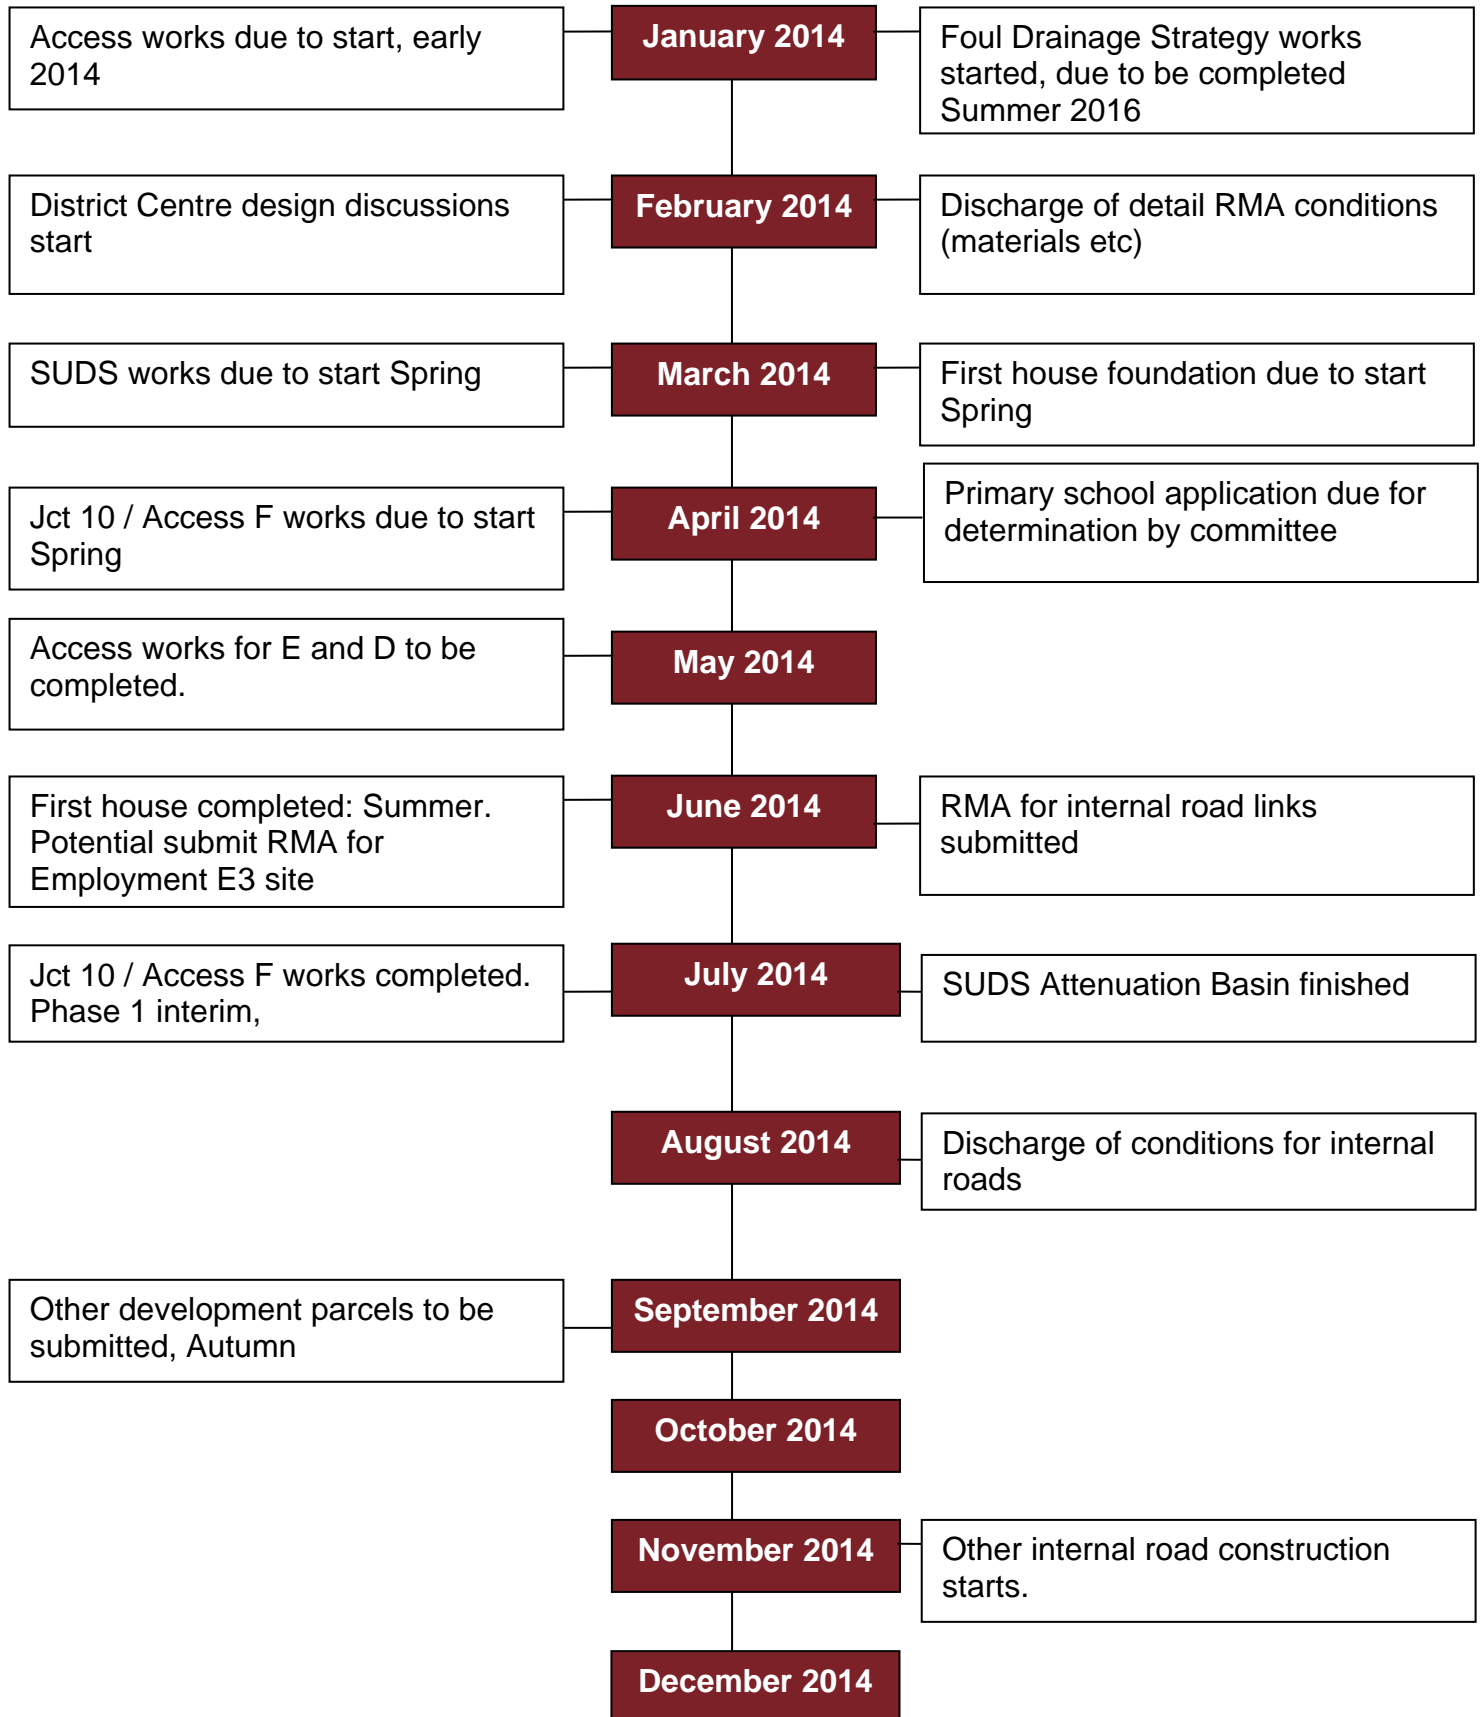 Access works due to start, early
2014
January 2014
Foul Drainage Strategy works
started, due to be completed
Summer 2016
District Centre design discussions
start
February 2014
Discharge of detail RMA conditions
(materials etc)
SUDS works due to start Spring
March 2014
First house foundation due to start
Spring
Jct 10 / Access F works due to start
Spring
April 2014
Primary school application due for
determination by committee
Access works for E and D to be
completed.
May 2014
First house completed: Summer.
Potential submit RMA for
Employment E3 site
June 2014
RMA for internal road links
submitted
Jct 10 / Access F works completed.
Phase 1 interim,
July 2014
SUDS Attenuation Basin finished
August 2014
Discharge of conditions for internal
roads
Other development parcels to be
submitted, Autumn
September 2014
October 2014
November 2014
Other internal road construction
starts.
December 2014